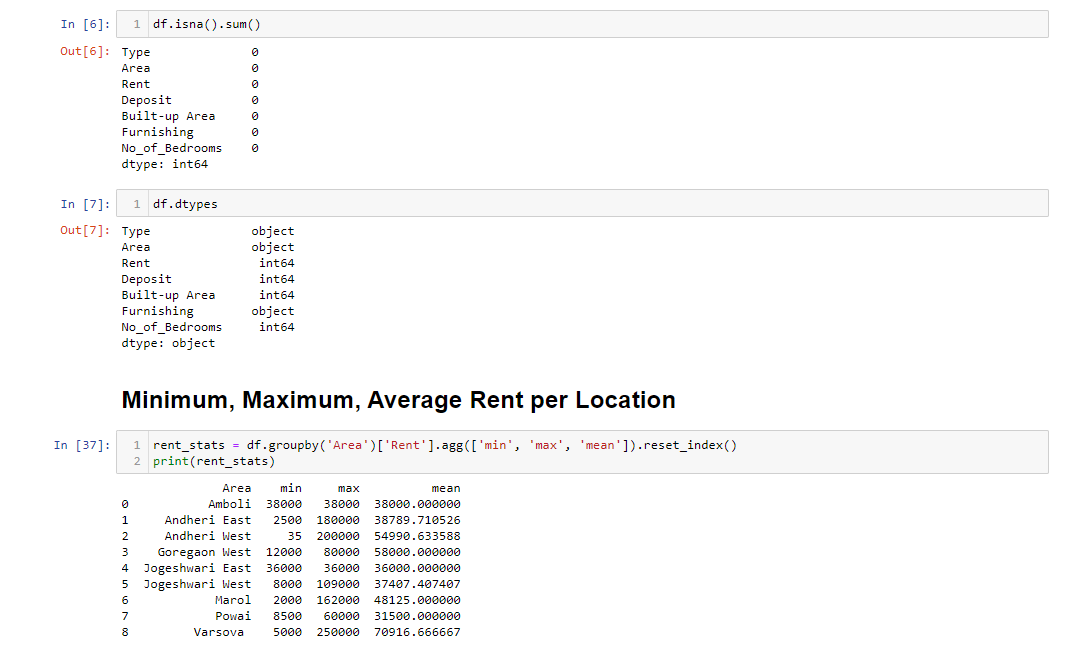 In [6]: 1 df.isna().sum()
Out[6]: Type 0
Area 0
Rent 0
Deposit 0
Built-up Area 0
Furnishing 0
No_of_Bedrooms 0
dtype: int64
In [7]: 1 df.dtypes
Out[7]: Type object
Area object
Rent int64
Deposit int64
Built-up Area int64
Furnishing object
No_of_Bedrooms int64
dtype: object
Minimum, Maximum, Average Rent per Location
In [37]: 1 rent_stats = df.groupby('Area')['Rent'].agg(['min', 'max', 'mean']).reset_index()
2 print(rent_stats)
Area min max mean
0 Amboli 38000 38000 38000.000000
1 Andheri East 2500 180000 38789.710526
2 Andheri West 35 200000 54990.633588
3 Goregaon West 12000 80000 58000.000000
4 Jogeshwari East 36000 36000 36000.000000
5 Jogeshwari West 8000 109000 37407.407407
6 Marol 2000 162000 48125.000000
7 Powai 8500 60000 31500.000000
8 Varsova 5000 250000 70916.666667